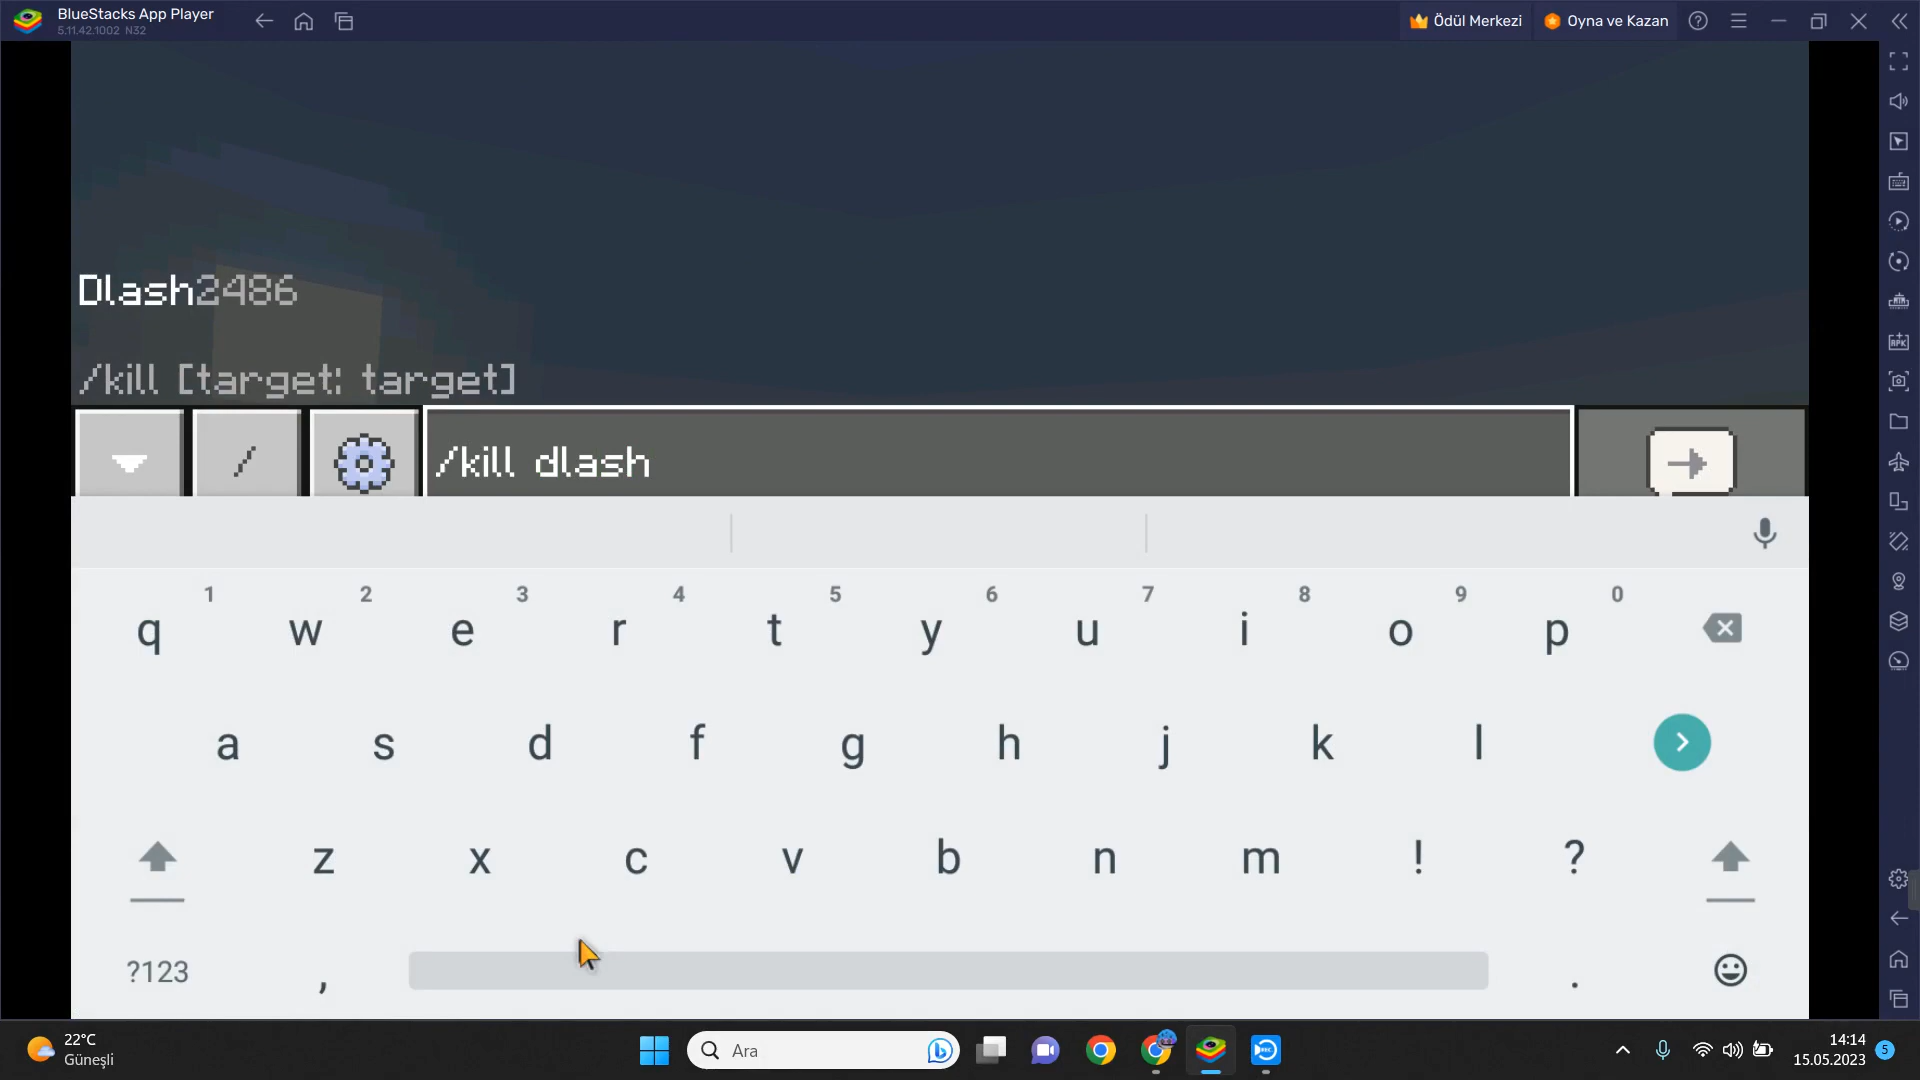 BlueStacks App Player
5.11.42.1002 N32
Ödül Merkezi
Oyna ve Kazan
Dlash2486
/kill [target: target]
/
/kill dlash
1 2 3 4 5 6 7 8 9 0
q w e r t y u i o p
a s d f g h j k l
z x c v b n m ! ?
?123 , .
22°C
Güneşli
Ara
14:14
15.05.2023
5